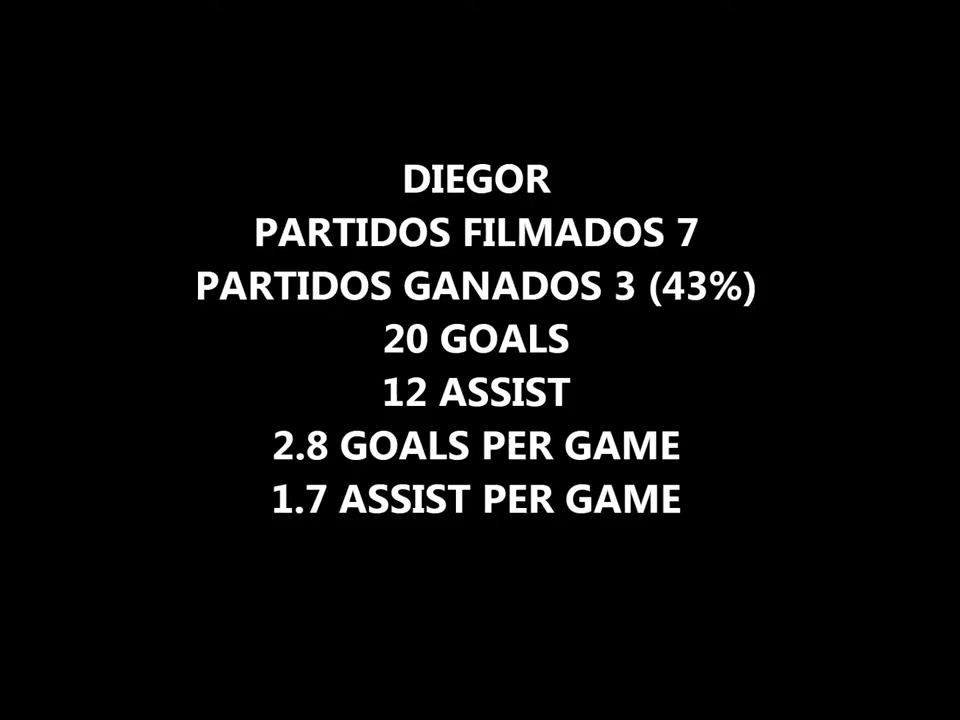 DIEGOR
PARTIDOS FILMADOS 7
PARTIDOS GANADOS 3 (43%)
20 GOALS
12 ASSIST
2.8 GOALS PER GAME
1.7 ASSIST PER GAME